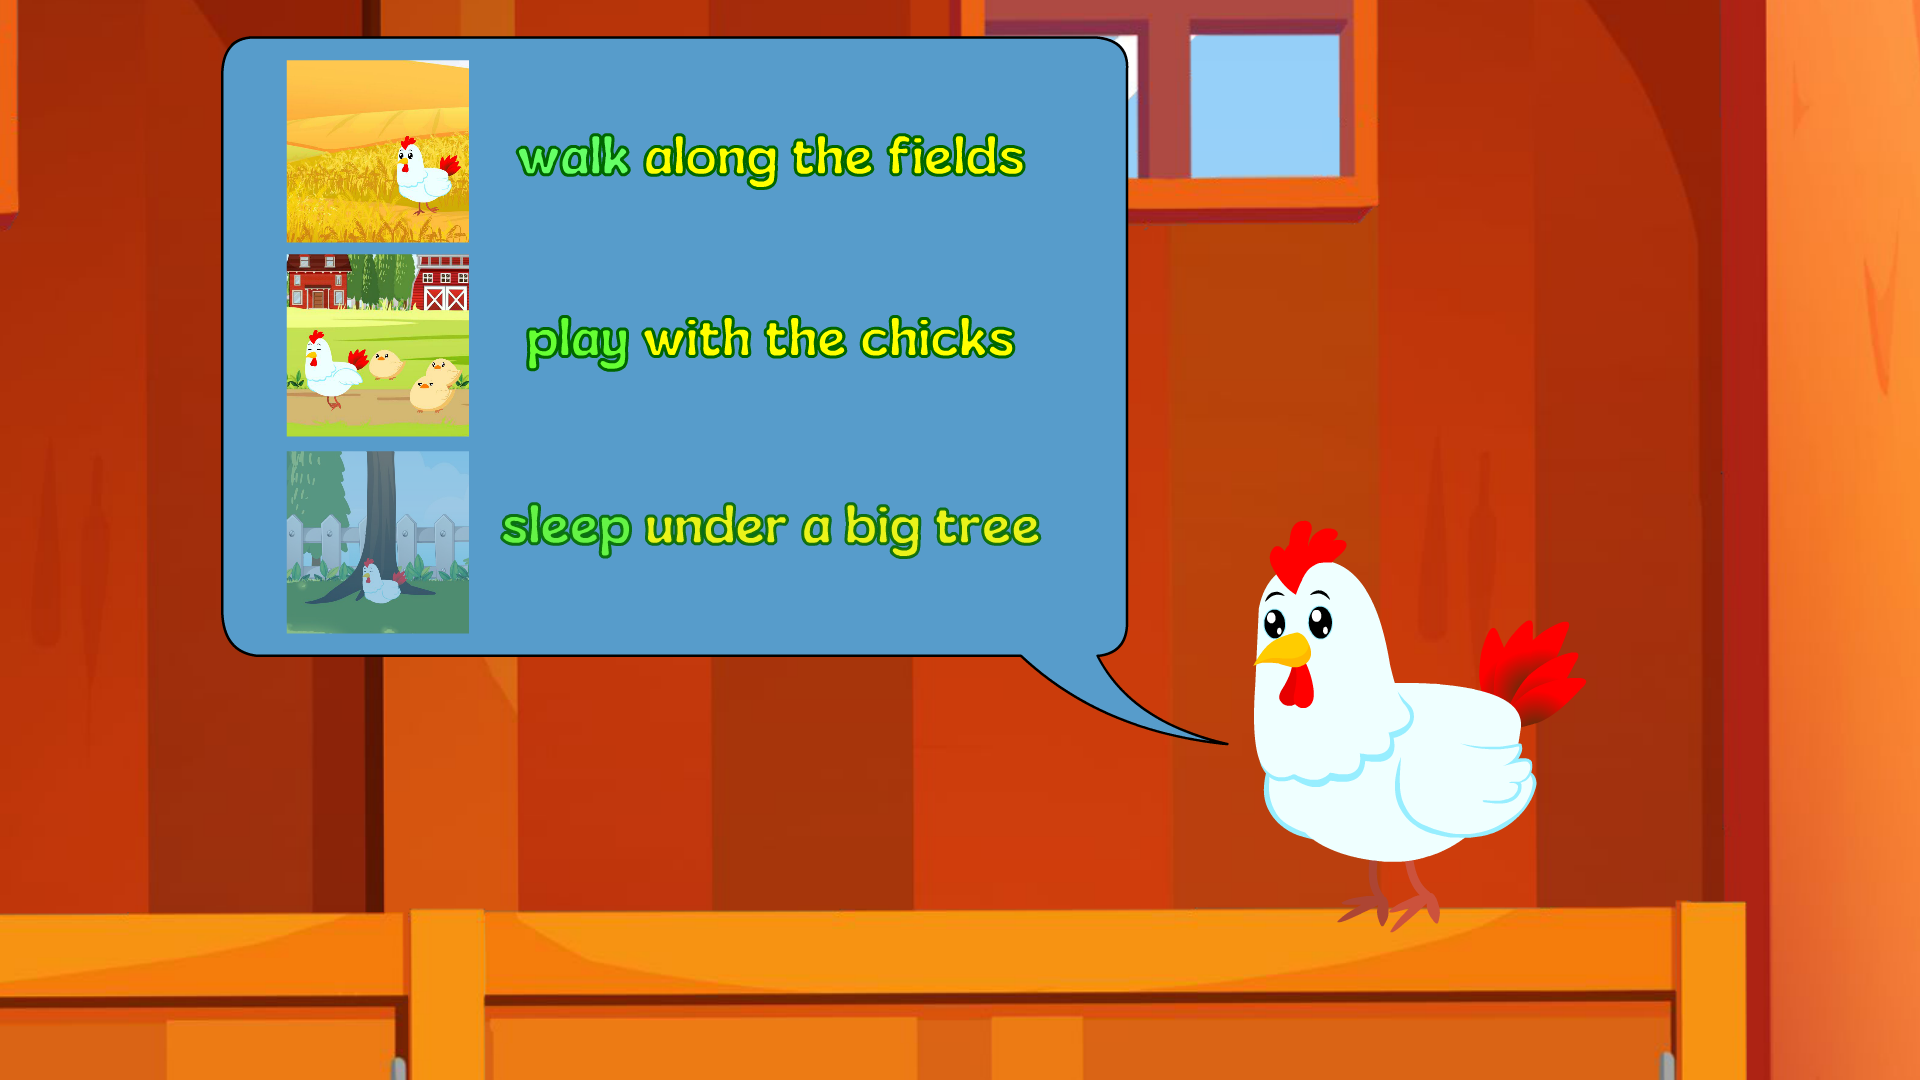 walk along the fields
play with the chicks
sleep under a big tree